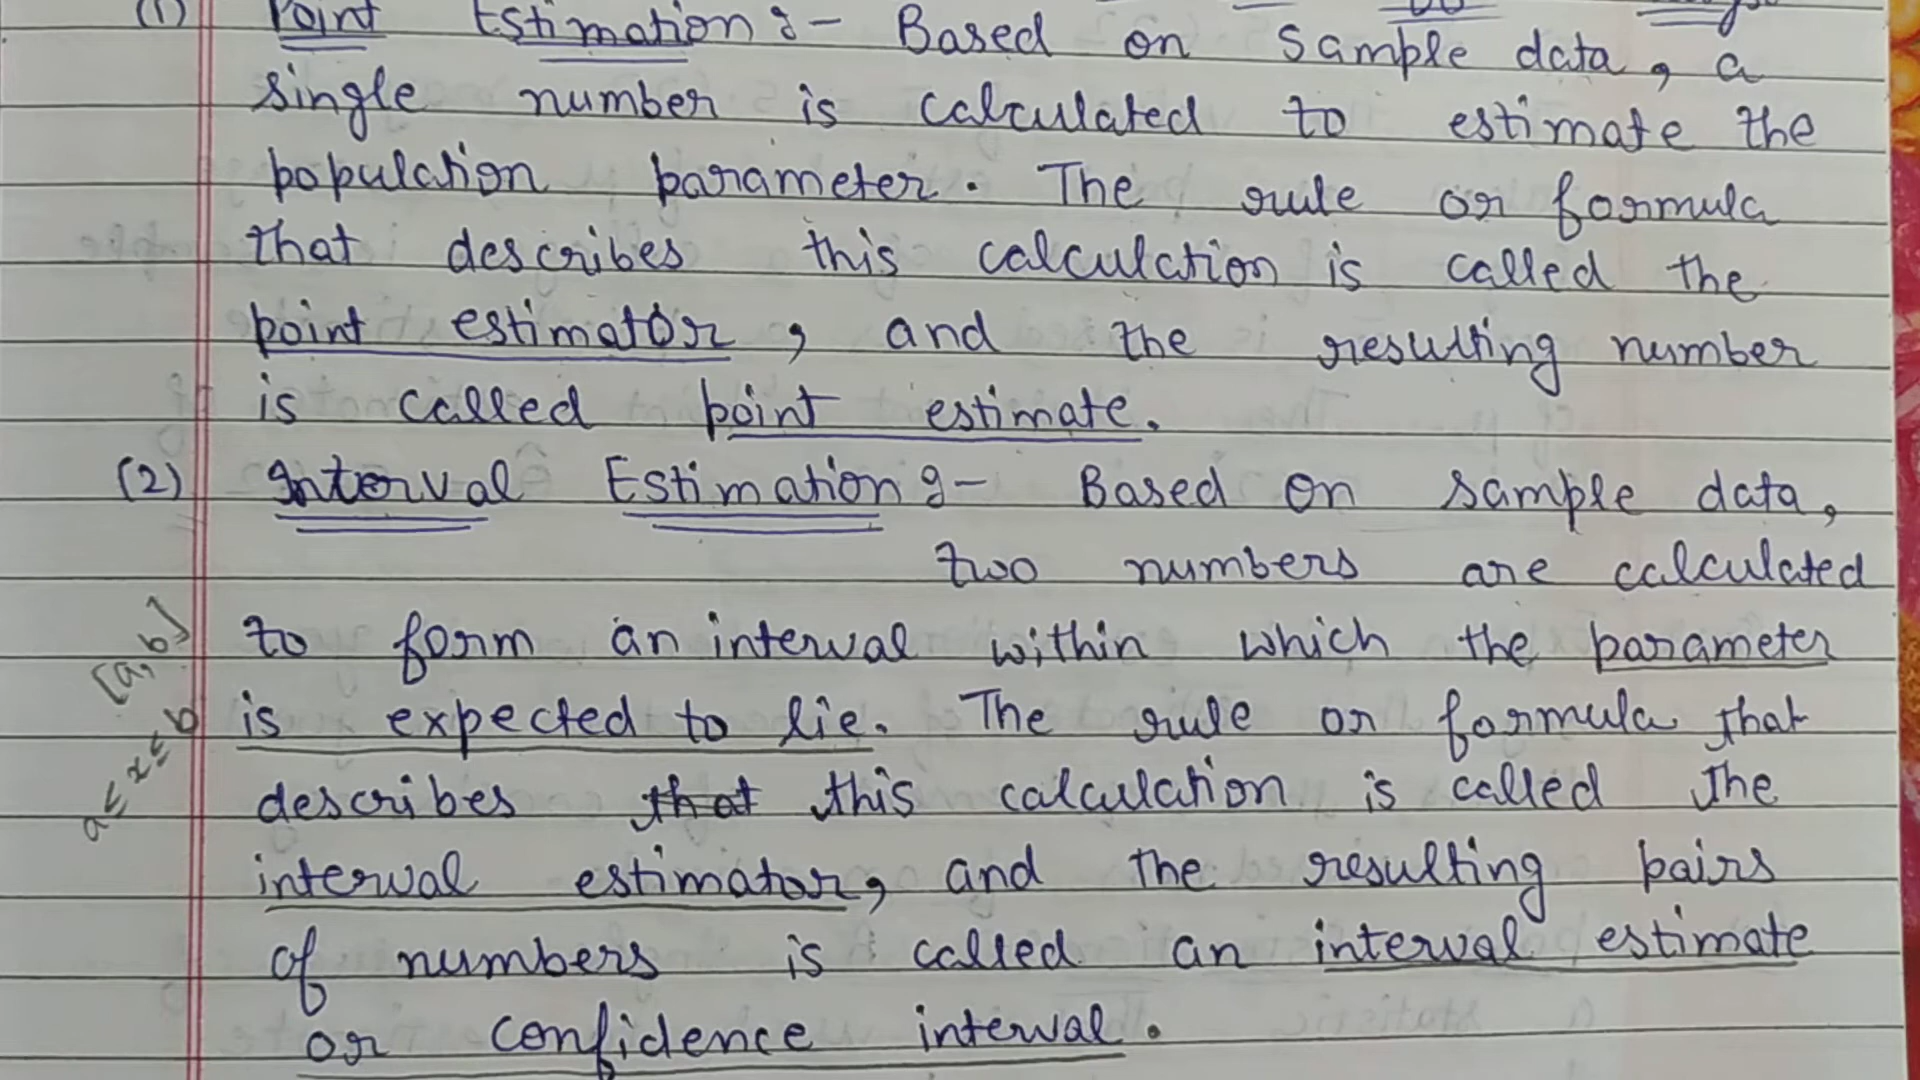 (1) Point Estimation :- Based on sample data, a
single number is calculated to estimate the
population parameter. The rule or formula
that describes this calculation is called the
point estimator, and the resulting number
is called point estimate.
(2) Interval Estimation :- Based on sample data,
two numbers are calculated
[a, b] to form an interval within which the parameter
is expected to lie. The rule or formula that
a ≤ x ≤ b
describes that this calculation is called the
interval estimator, and the resulting pairs
of numbers is called an interval estimate
or confidence interval.